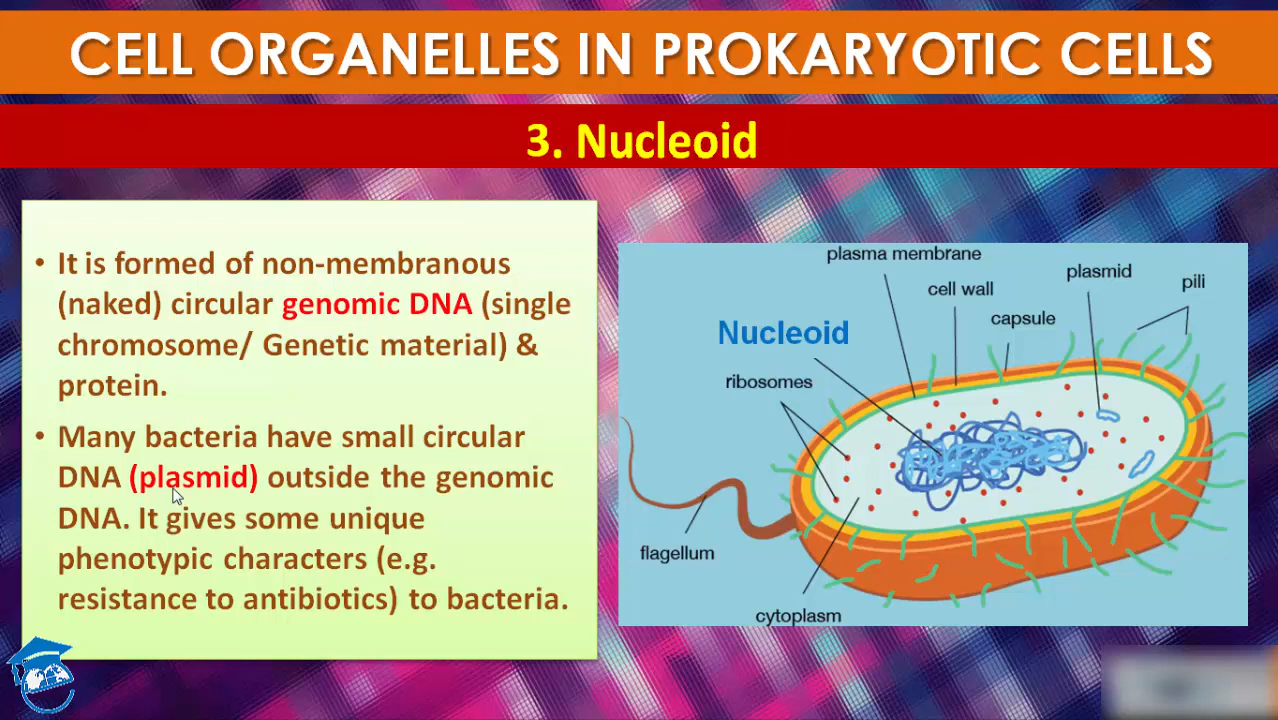 CELL ORGANELLES IN PROKARYOTIC CELLS
3. Nucleoid
• It is formed of non-membranous
(naked) circular genomic DNA (single
chromosome/ Genetic material) &
protein.
• Many bacteria have small circular
DNA (plasmid) outside the genomic
DNA. It gives some unique
phenotypic characters (e.g.
resistance to antibiotics) to bacteria.
plasma membrane
cell wall
plasmid
pili
capsule
Nucleoid
ribosomes
flagellum
cytoplasm